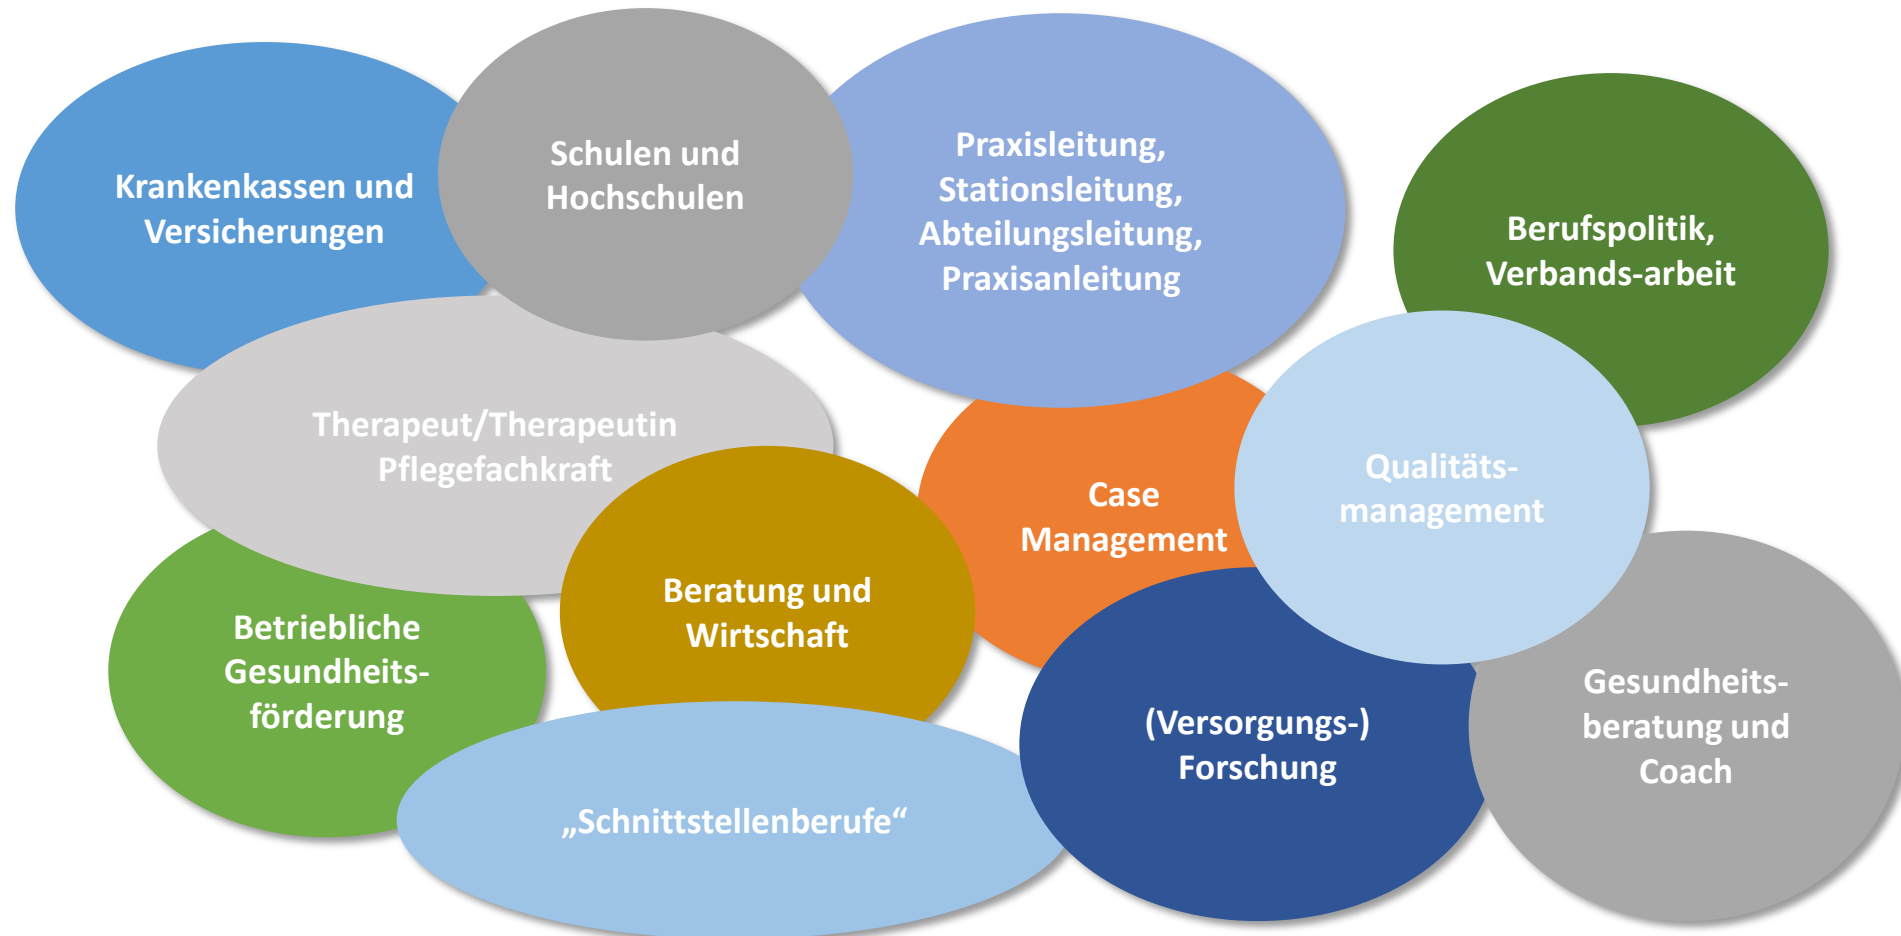 Krankenkassen und
Versicherungen
Schulen und
Hochschulen
Praxisleitung,
Stationsleitung,
Abteilungsleitung,
Praxisanleitung
Berufspolitik,
Verbands-arbeit
Therapeut/Therapeutin
Pflegefachkraft
Case
Management
Qualitäts-
management
Betriebliche
Gesundheits-
förderung
Beratung und
Wirtschaft
(Versorgungs-)
Forschung
Gesundheits-
beratung und
Coach
„Schnittstellenberufe“